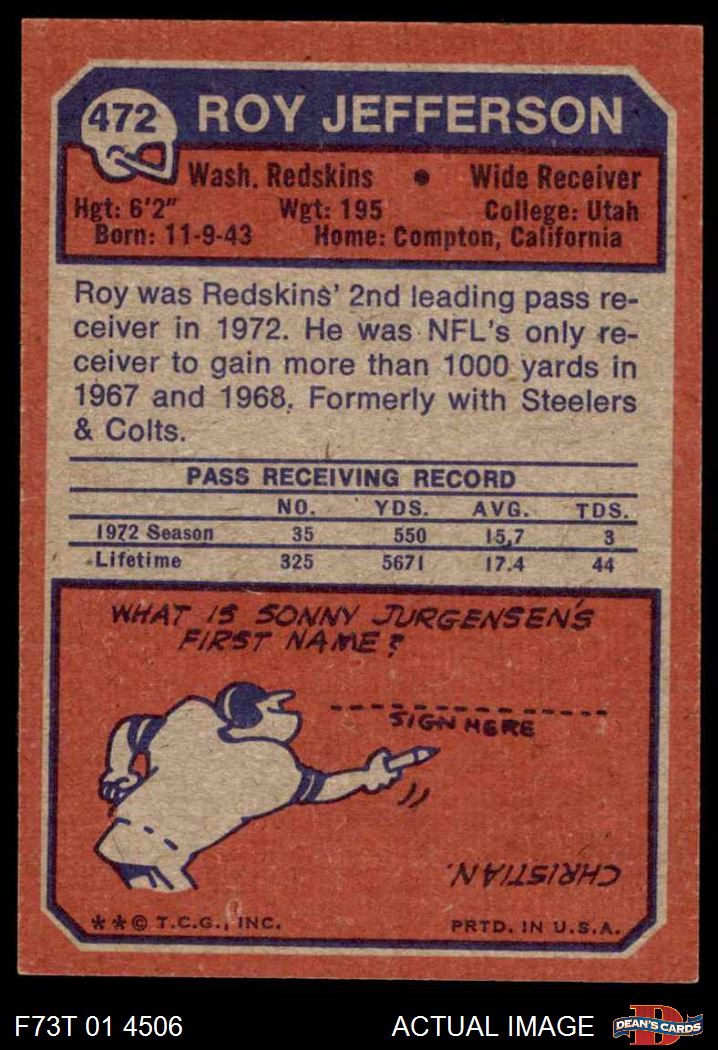 472 ROY JEFFERSON
Wash. Redskins • Wide Receiver
Hgt: 6'2" Wgt: 195 College: Utah
Born: 11-9-43 Home: Compton, California
Roy was Redskins' 2nd leading pass re-
ceiver in 1972. He was NFL's only re-
ceiver to gain more than 1000 yards in
1967 and 1968. Formerly with Steelers
& Colts.
PASS RECEIVING RECORD
NO. YDS. AVG. TDS.
1972 Season 35 550 15.7 3
Lifetime 325 5671 17.4 44
WHAT IS SONNY JURGENSEN'S
FIRST NAME?
SIGN HERE
CHRISTIAN.
**© T.C.G., INC. PRTD. IN U.S.A.
F73T 01 4506 ACTUAL IMAGE D DEAN'S CARDS